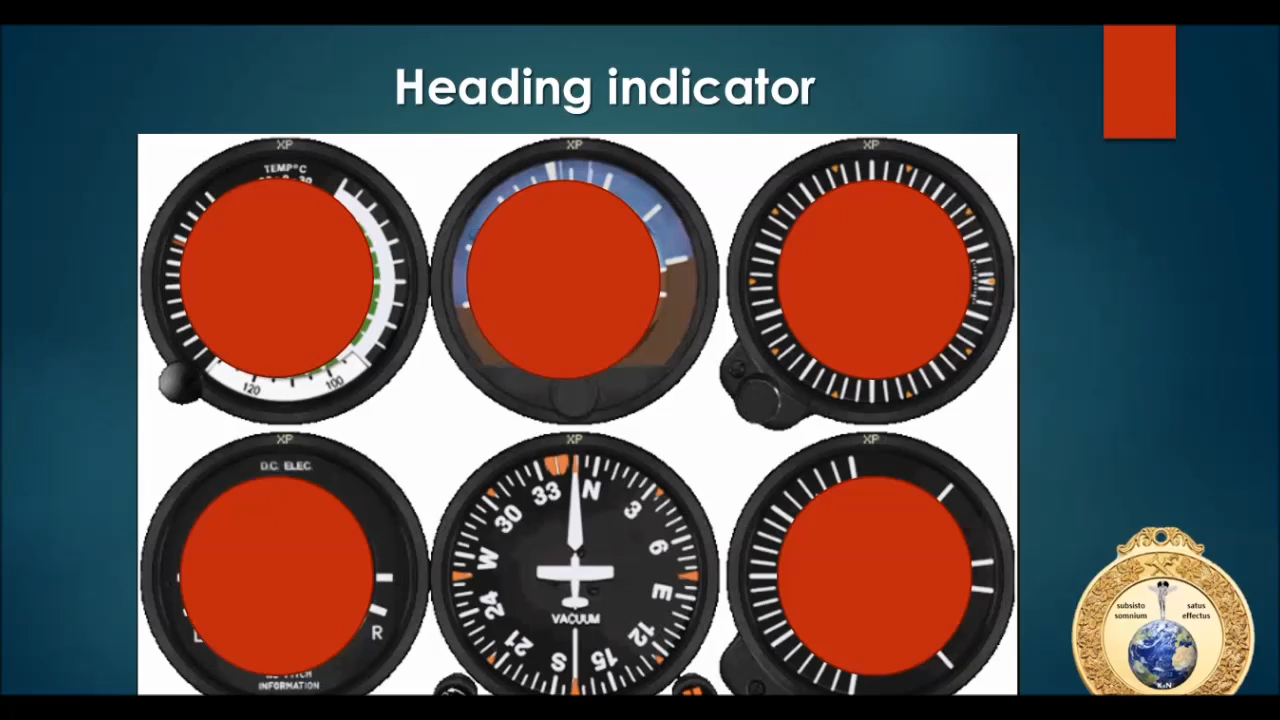 Heading indicator
XP
XP
XP
TEMP°C
120
100
XP
XP
XP
D.C. ELEC.
33
N
3
30
6
W
E
24
12
21
S
15
VACUUM
L
R
INFORMATION
subsisto
somnium
satus
effectus